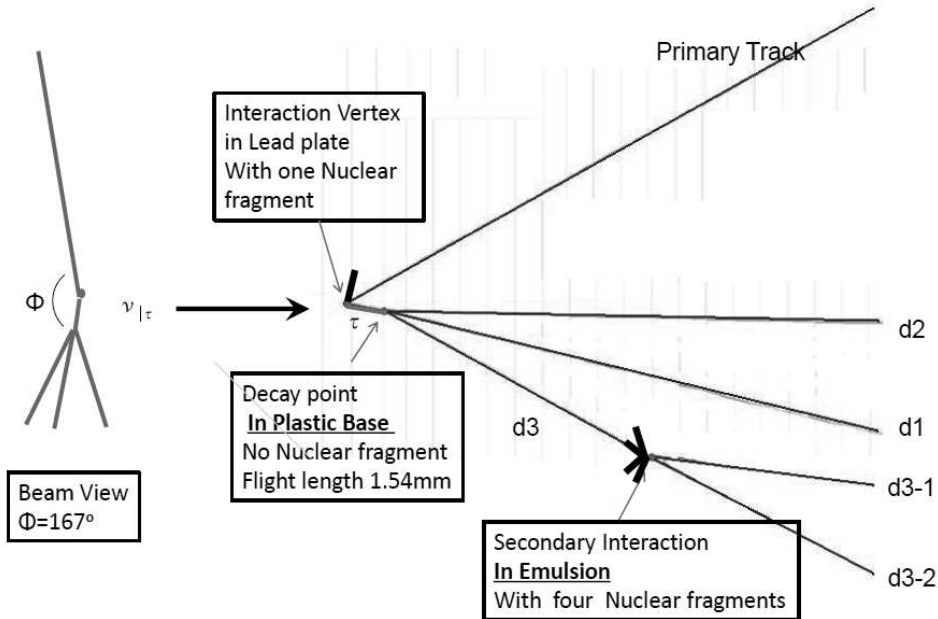 Primary Track
Interaction Vertex
in Lead plate
With one Nuclear
fragment
Φ
ν|τ
τ
d2
Decay point
In Plastic Base
No Nuclear fragment
Flight length 1.54mm
d3
d1
Beam View
Φ=167º
d3-1
Secondary Interaction
In Emulsion
With four Nuclear fragments
d3-2